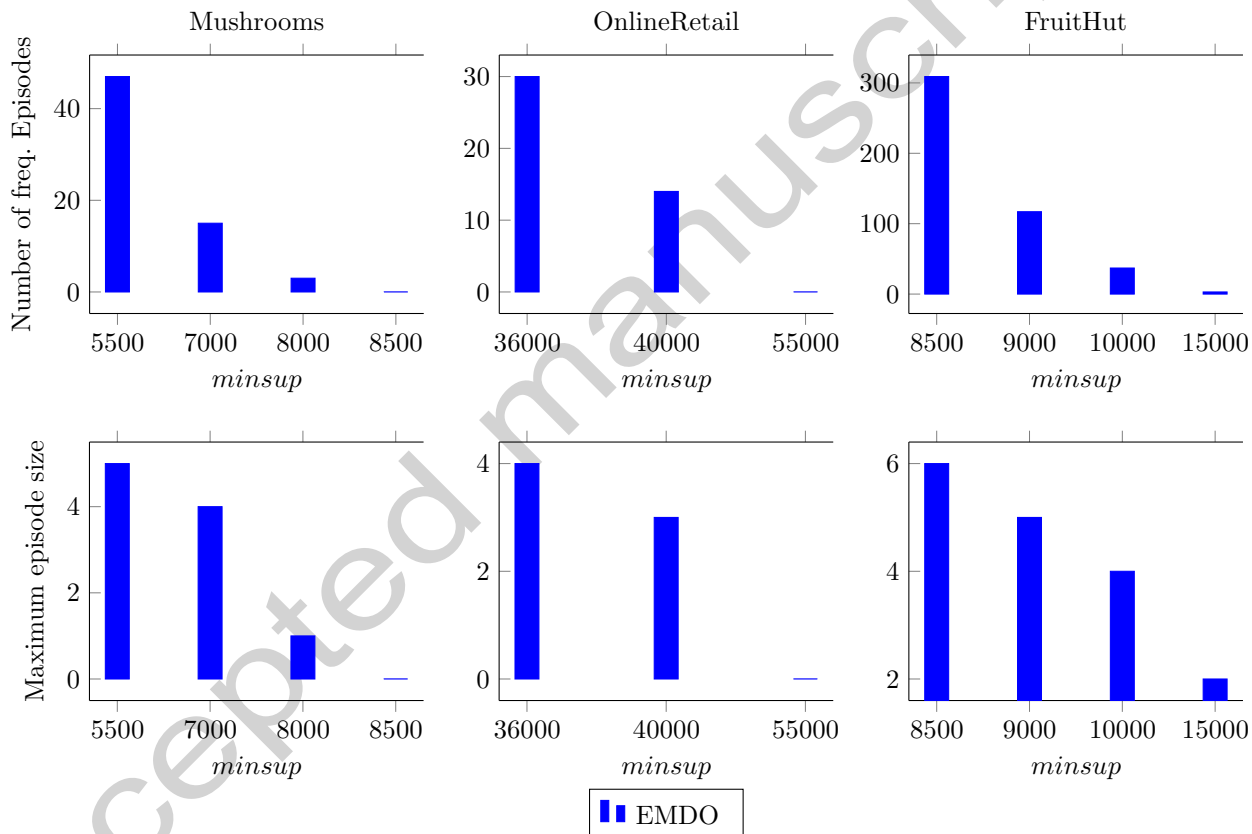 Mushrooms
OnlineRetail
FruitHut
Number of freq. Episodes
40
20
0
5500 7000 8000 8500
minsup
30
20
10
0
36000 40000 55000
minsup
300
200
100
0
8500 9000 10000 15000
minsup
Maximum episode size
4
2
0
5500 7000 8000 8500
minsup
4
2
0
36000 40000 55000
minsup
6
4
2
8500 9000 10000 15000
minsup
EMDO
cepted manuscri